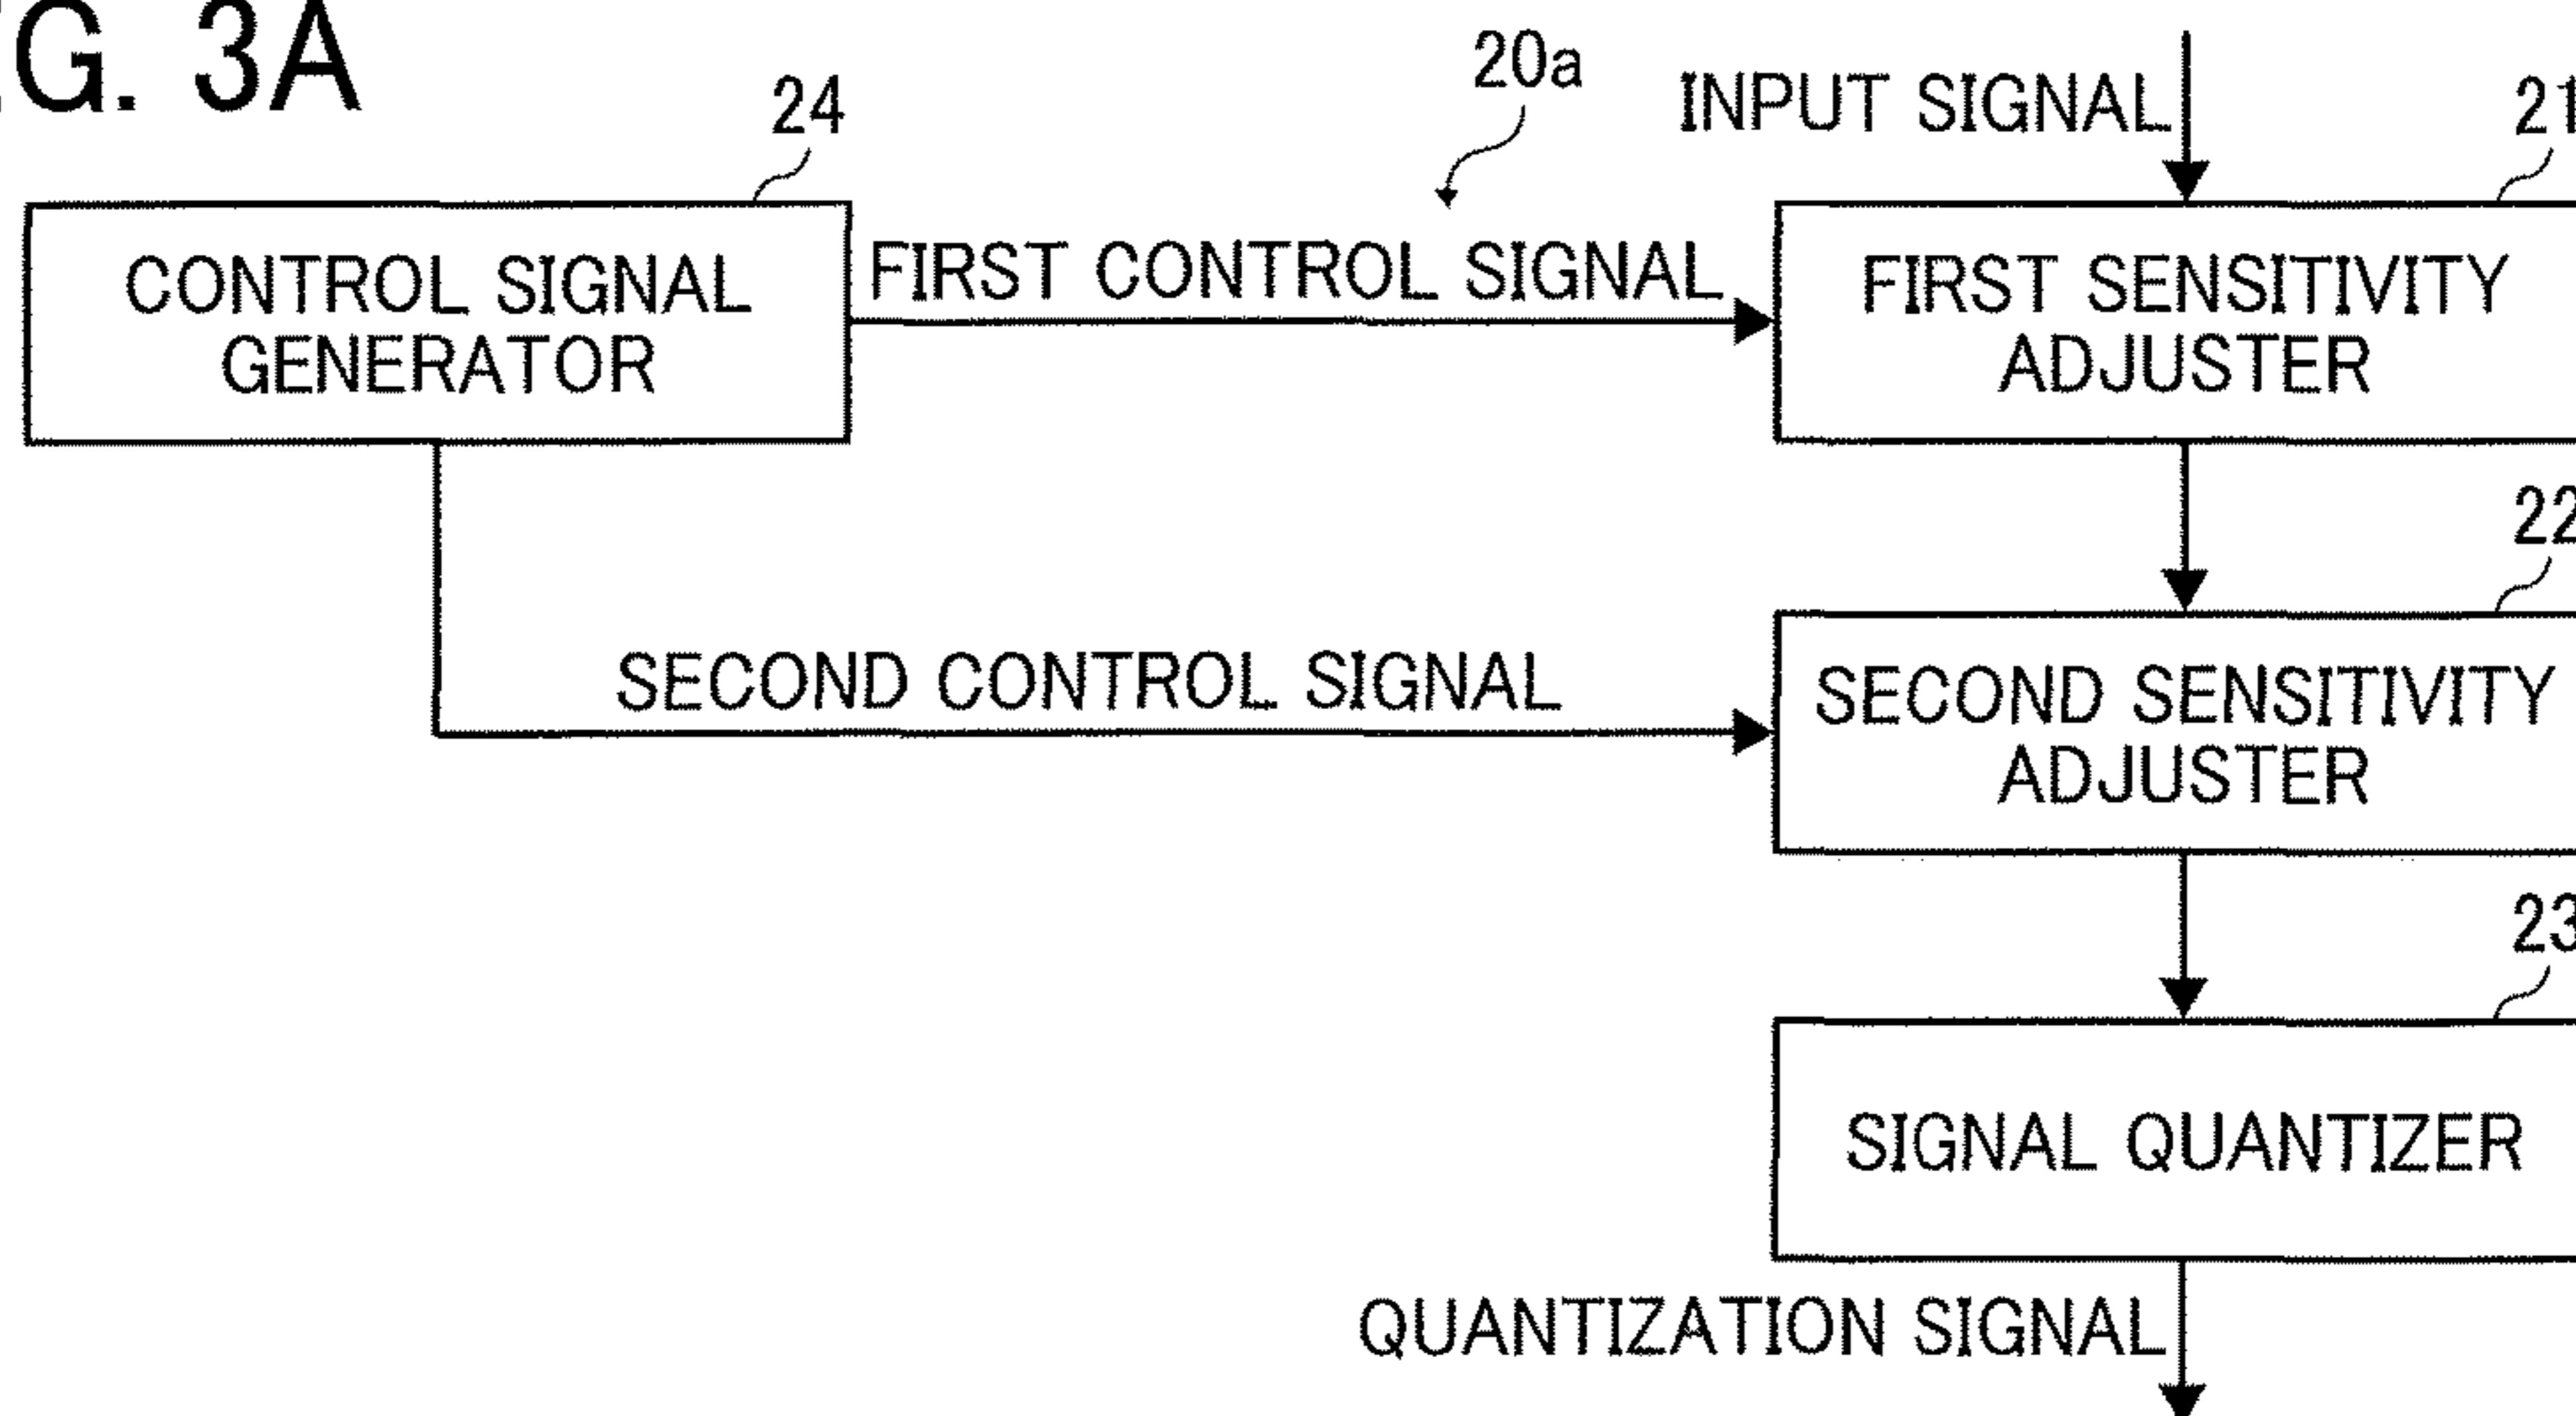 G. 3A
20a
INPUT SIGNAL
24
21
CONTROL SIGNAL
GENERATOR
FIRST CONTROL SIGNAL
FIRST SENSITIVITY
ADJUSTER
22
SECOND CONTROL SIGNAL
SECOND SENSITIVITY
ADJUSTER
23
SIGNAL QUANTIZER
QUANTIZATION SIGNAL